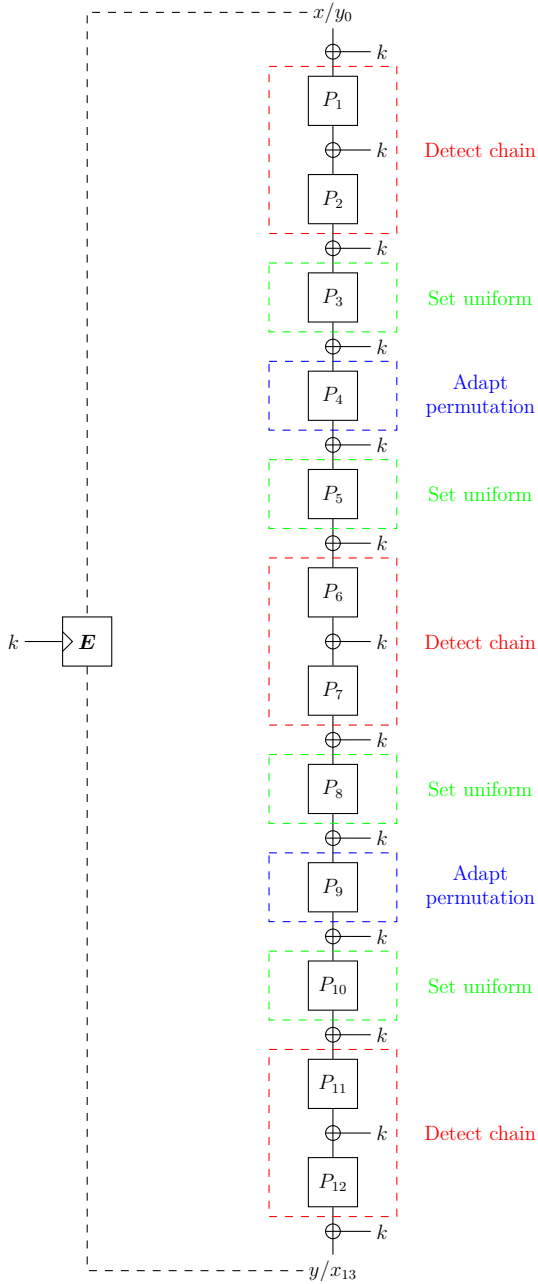 x/y₀
k
P₁
k
Detect chain
P₂
k
P₃
Set uniform
k
P₄
Adapt
permutation
k
P₅
Set uniform
k
P₆
k
E
k
Detect chain
P₇
k
P₈
Set uniform
k
P₉
Adapt
permutation
k
P₁₀
Set uniform
k
P₁₁
k
Detect chain
P₁₂
k
y/x₁₃